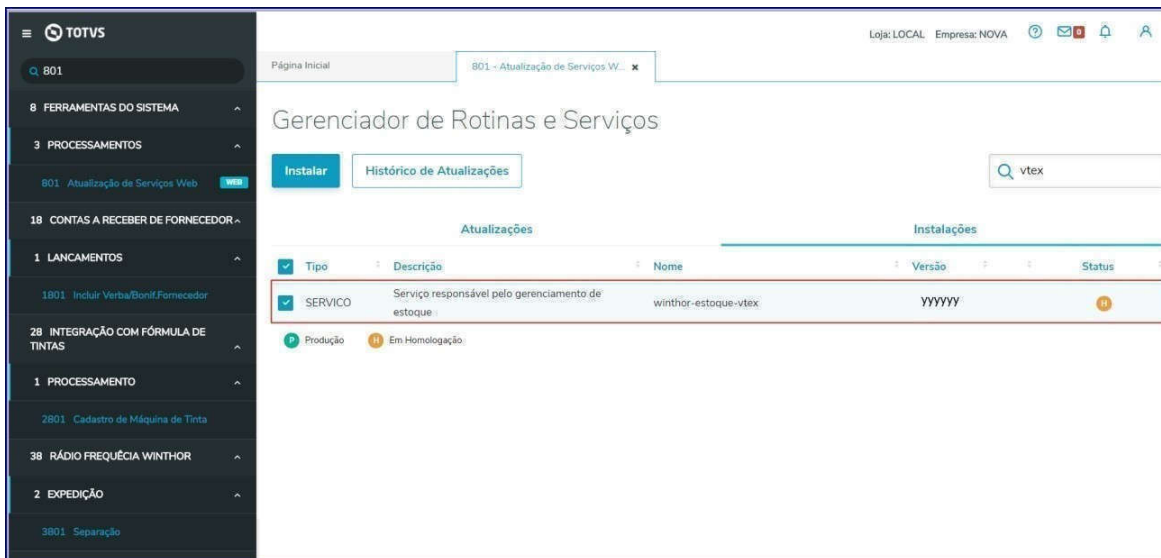 TOTVS
Loja: LOCAL Empresa: NOVA
0
801
Página Inicial
801 - Atualização de Serviços W...
8 FERRAMENTAS DO SISTEMA
3 PROCESSAMENTOS
801 Atualização de Serviços Web WEB
18 CONTAS A RECEBER DE FORNECEDOR
1 LANCAMENTOS
1801 Incluir Verba/Bonif.Fornecedor
28 INTEGRAÇÃO COM FÓRMULA DE
TINTAS
1 PROCESSAMENTO
2801 Cadastro de Máquina de Tinta
38 RÁDIO FREQUÊCIA WINTHOR
2 EXPEDIÇÃO
3801 Separação
Gerenciador de Rotinas e Serviços
Instalar Histórico de Atualizações vtex
Atualizações Instalações
Tipo Descrição Nome Versão Status
SERVICO Serviço responsável pelo gerenciamento de
estoque winthor-estoque-vtex yyyyyy H
P Produção H Em Homologação